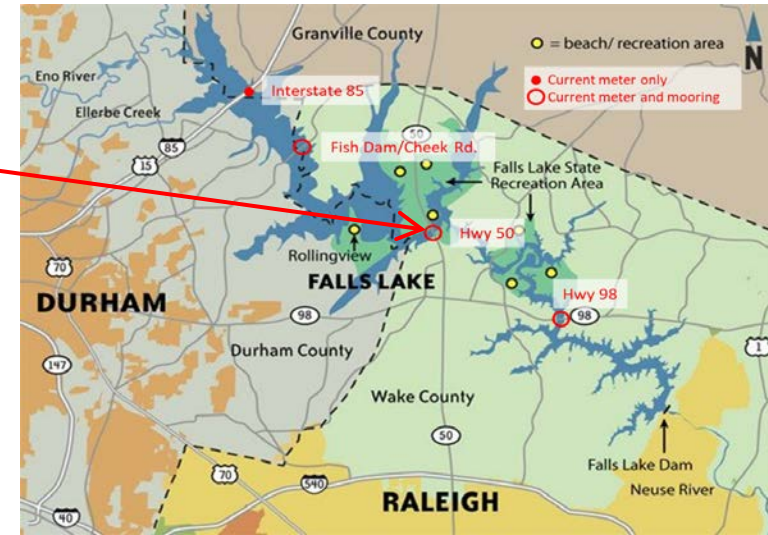 Granville County
= beach/ recreation area
N
Eno River
Interstate 85
Current meter only
Current meter and mooring
Ellerbe Creek
85
15
50
Fish Dam/Cheek Rd.
Falls Lake State
Recreation Area
Hwy 50
Rollingview
70
FALLS LAKE
Hwy 98
DURHAM
98
98
Durham County
1
147
Wake County
50
Falls Lake Dam
70
540
Neuse River
RALEIGH
40